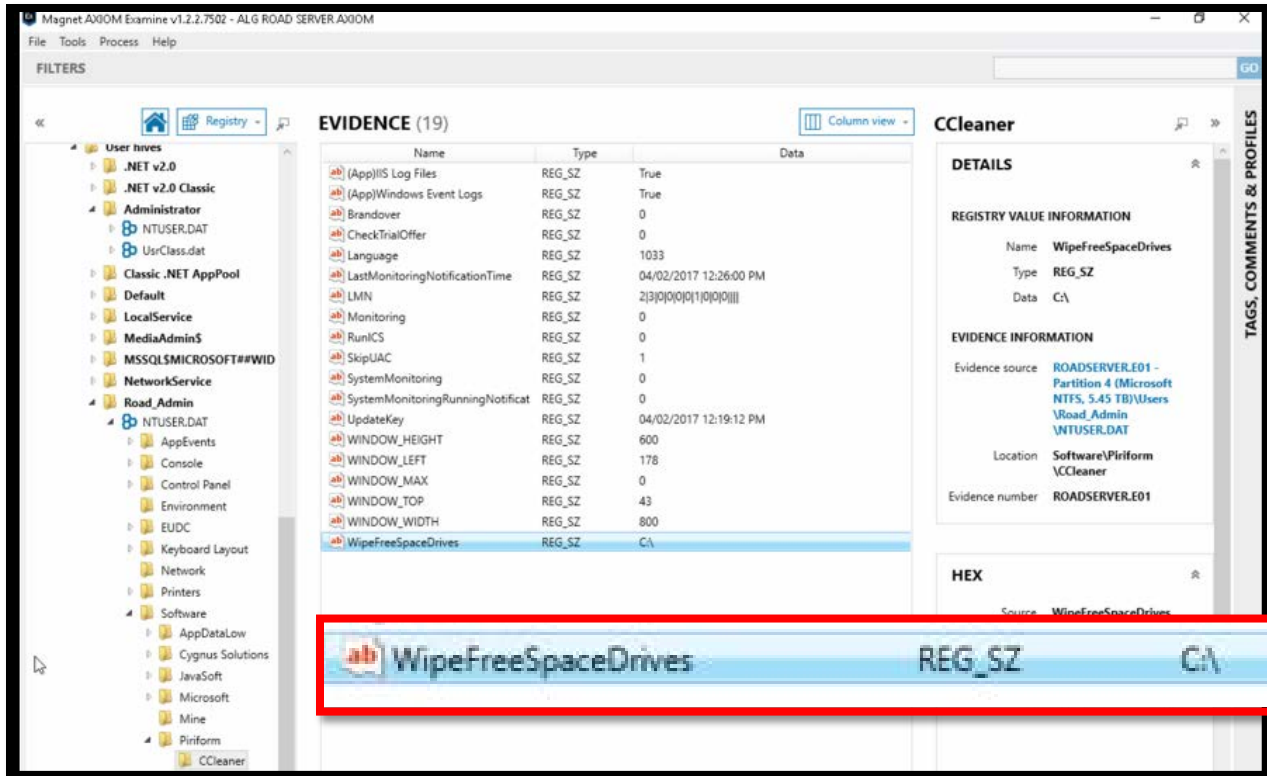 Magnet AXIOM Examine v1.2.2.7502 - ALG ROAD SERVER AXIOM
File Tools Process Help
FILTERS
GO
Registry
User hives
.NET v2.0
.NET v2.0 Classic
Administrator
NTUSER.DAT
UsrClass.dat
Classic .NET AppPool
Default
LocalService
MediaAdmin$
MSSQL$MICROSOFT##WID
NetworkService
Road_Admin
NTUSER.DAT
AppEvents
Console
Control Panel
Environment
EUDC
Keyboard Layout
Network
Printers
Software
AppDataLow
Cygnus Solutions
JavaSoft
Microsoft
Mine
Piriform
CCleaner
EVIDENCE (19)
Column view
Name Type Data
(App)IIS Log Files REG_SZ True
(App)Windows Event Logs REG_SZ True
Brandover REG_SZ 0
CheckTrialOffer REG_SZ 0
Language REG_SZ 1033
LastMonitoringNotificationTime REG_SZ 04/02/2017 12:26:00 PM
LMN REG_SZ 2|3|0|0|0|0|1|0|0|0||||
Monitoring REG_SZ 0
RunICS REG_SZ 0
SkipUAC REG_SZ 1
SystemMonitoring REG_SZ 0
SystemMonitoringRunningNotificat REG_SZ 0
UpdateKey REG_SZ 04/02/2017 12:19:12 PM
WINDOW_HEIGHT REG_SZ 600
WINDOW_LEFT REG_SZ 178
WINDOW_MAX REG_SZ 0
WINDOW_TOP REG_SZ 43
WINDOW_WIDTH REG_SZ 800
WipeFreeSpaceDrives REG_SZ C:\
CCleaner
DETAILS
REGISTRY VALUE INFORMATION
Name WipeFreeSpaceDrives
Type REG_SZ
Data C:\
EVIDENCE INFORMATION
Evidence source ROADSERVER.E01 -
Partition 4 (Microsoft
NTFS, 5.45 TB)\Users
\Road_Admin
\NTUSER.DAT
Location Software\Piriform
\CCleaner
Evidence number ROADSERVER.E01
HEX
Source WipeFreeSpaceDrives
TAGS, COMMENTS & PROFILES
ab WipeFreeSpaceDrives REG_SZ C:\